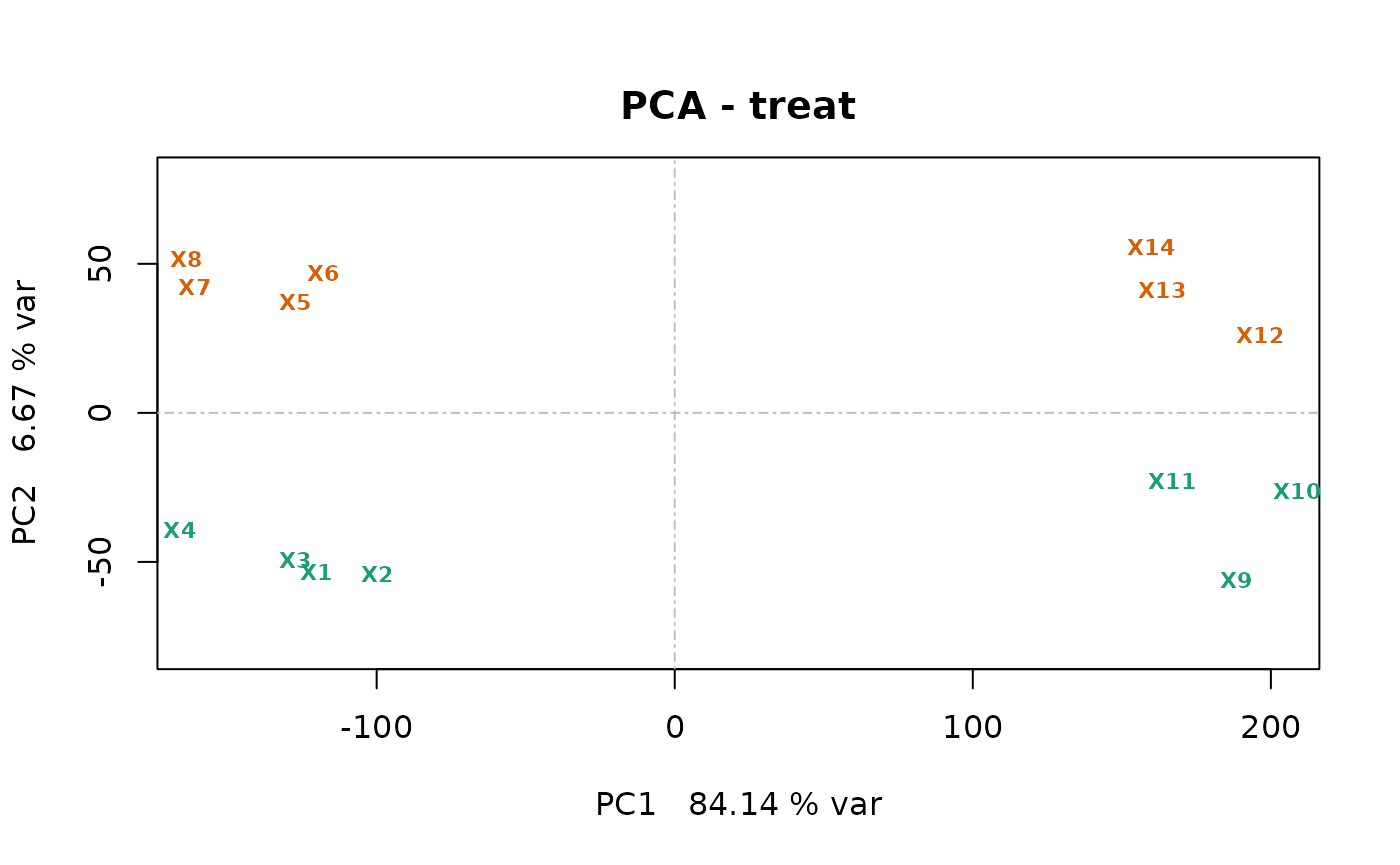 PCA - treat
PC2   6.67 % var
50
0
-50
X8
X7
X6
X5
X14
X13
X12
X11
X10
X4
X3
X1
X2
X9
-100
0
100
200
PC1   84.14 % var